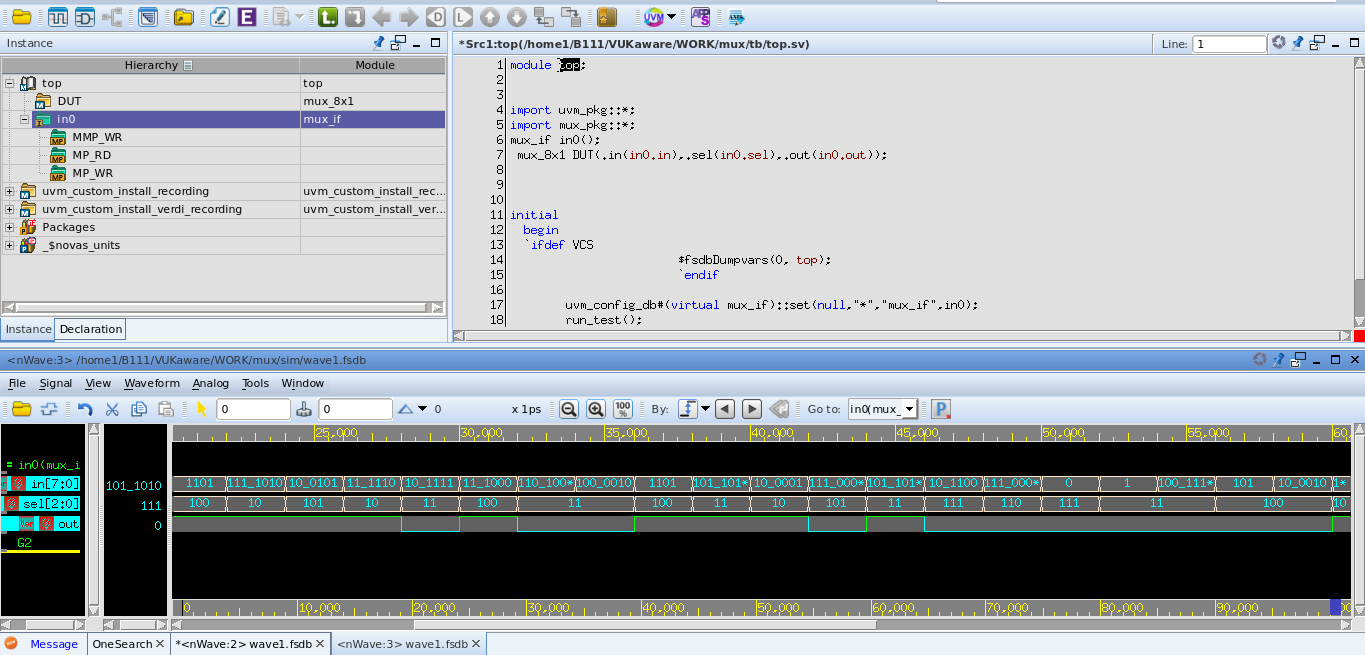 Instance
*Src1:top(/home1/B111/VUKaware/WORK/mux/tb/top.sv)
Line: 1
Hierarchy Module
top top
DUT mux_8x1
in0 mux_if
MMP_WR
MP_RD
MP_WR
uvm_custom_install_recording uvm_custom_install_rec...
uvm_custom_install_verdi_recording uvm_custom_install_ver...
Packages
_$novas_units
Instance Declaration
1 module top;
2
3
4 import uvm_pkg::*;
5 import mux_pkg::*;
6 mux_if in0();
7 mux_8x1 DUT(.in(in0.in),.sel(in0.sel),.out(in0.out));
8
9
10
11 initial
12 begin
13 `ifdef VCS
14 $fsdbDumpvars(0, top);
15 `endif
16
17 uvm_config_db#(virtual mux_if)::set(null,"*","mux_if",in0);
18 run_test();
<nWave:3> /home1/B111/VUKaware/WORK/mux/sim/wave1.fsdb
File Signal View Waveform Analog Tools Window
0 0 0 x 1ps 100% By: Go to: in0(mux_
25,000 30,000 35,000 40,000 45,000 50,000 55,000 60,
= in0(mux_i
in[7:0] 101_1010 1101 111_1010 10_0101 11_1110 10_1111 11_1000 110_100* 100_0010 1101 101_101* 10_0001 111_000* 101_101* 10_1100 111_000* 0 1 100_111* 101 10_0010 1*
sel[2:0] 111 100 10 101 10 11 100 11 100 11 10 101 11 111 110 111 11 11 100 10
out 0
G2
0 10,000 20,000 30,000 40,000 50,000 60,000 70,000 80,000 90,000
Message OneSearch *<nWave:2> wave1.fsdb <nWave:3> wave1.fsdb